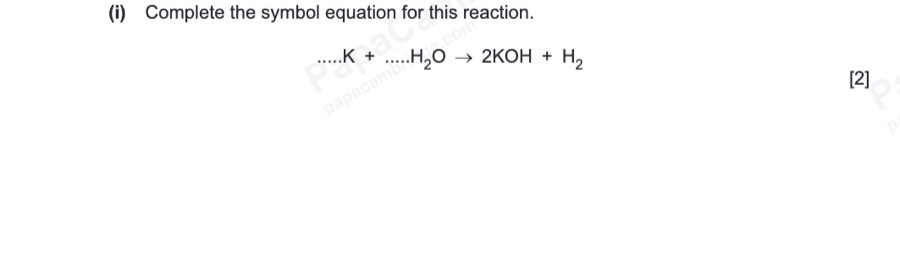 (i) Complete the symbol equation for this reaction.
.....K + .....H₂O → 2KOH + H₂
[2]